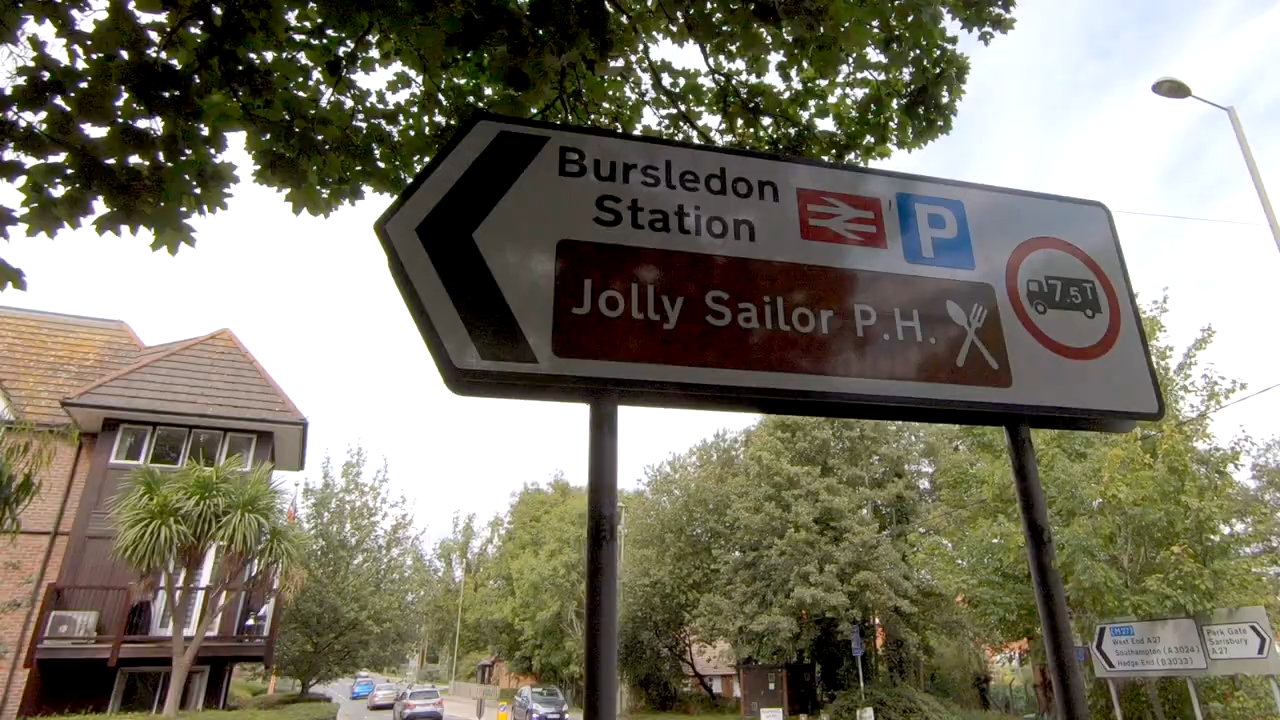 Bursledon
Station
P
Jolly Sailor P.H.
7.5T
(M27)
West End A27
Southampton (A3024)
Hedge End (B3033)
Park Gate
Sarisbury
A27